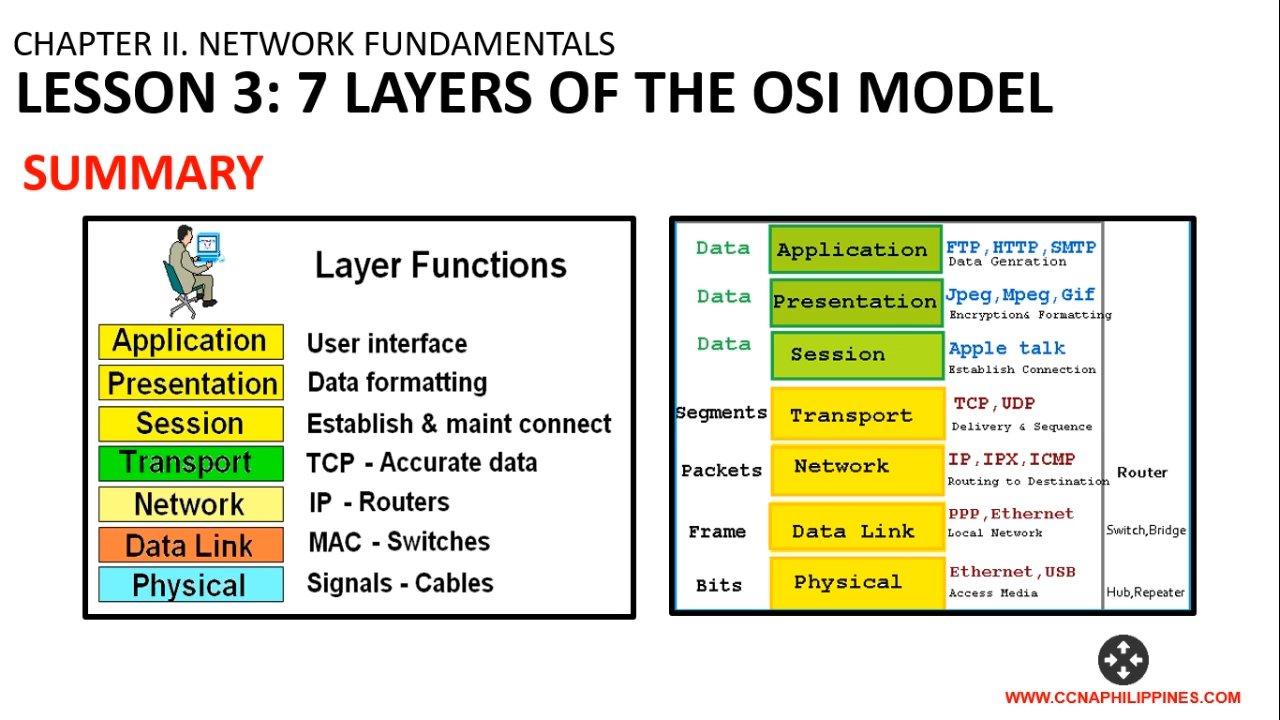 CHAPTER II. NETWORK FUNDAMENTALS
LESSON 3: 7 LAYERS OF THE OSI MODEL
SUMMARY
Layer Functions
Application User interface
Presentation Data formatting
Session Establish & maint connect
Transport TCP - Accurate data
Network IP - Routers
Data Link MAC - Switches
Physical Signals - Cables
Data Application FTP,HTTP,SMTP
Data Genration
Data Presentation Jpeg,Mpeg,Gif
Encryption& Formatting
Data Session Apple talk
Establish Connection
Segments Transport TCP,UDP
Delivery & Sequence
Packets Network IP,IPX,ICMP
Routing to Destination Router
Frame Data Link PPP,Ethernet
Local Network Switch,Bridge
Bits Physical Ethernet,USB
Access Media Hub,Repeater
WWW.CCNAPHILIPPINES.COM